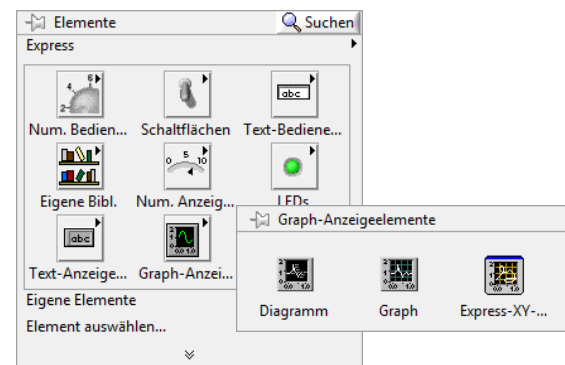 Elemente Suchen
Express
Num. Bedien... Schaltflächen Text-Bediene...
Eigene Bibl. Num. Anzeig... LEDs
Text-Anzeige... Graph-Anzei...
Eigene Elemente
Element auswählen...
Graph-Anzeigeelemente
Diagramm Graph Express-XY-...